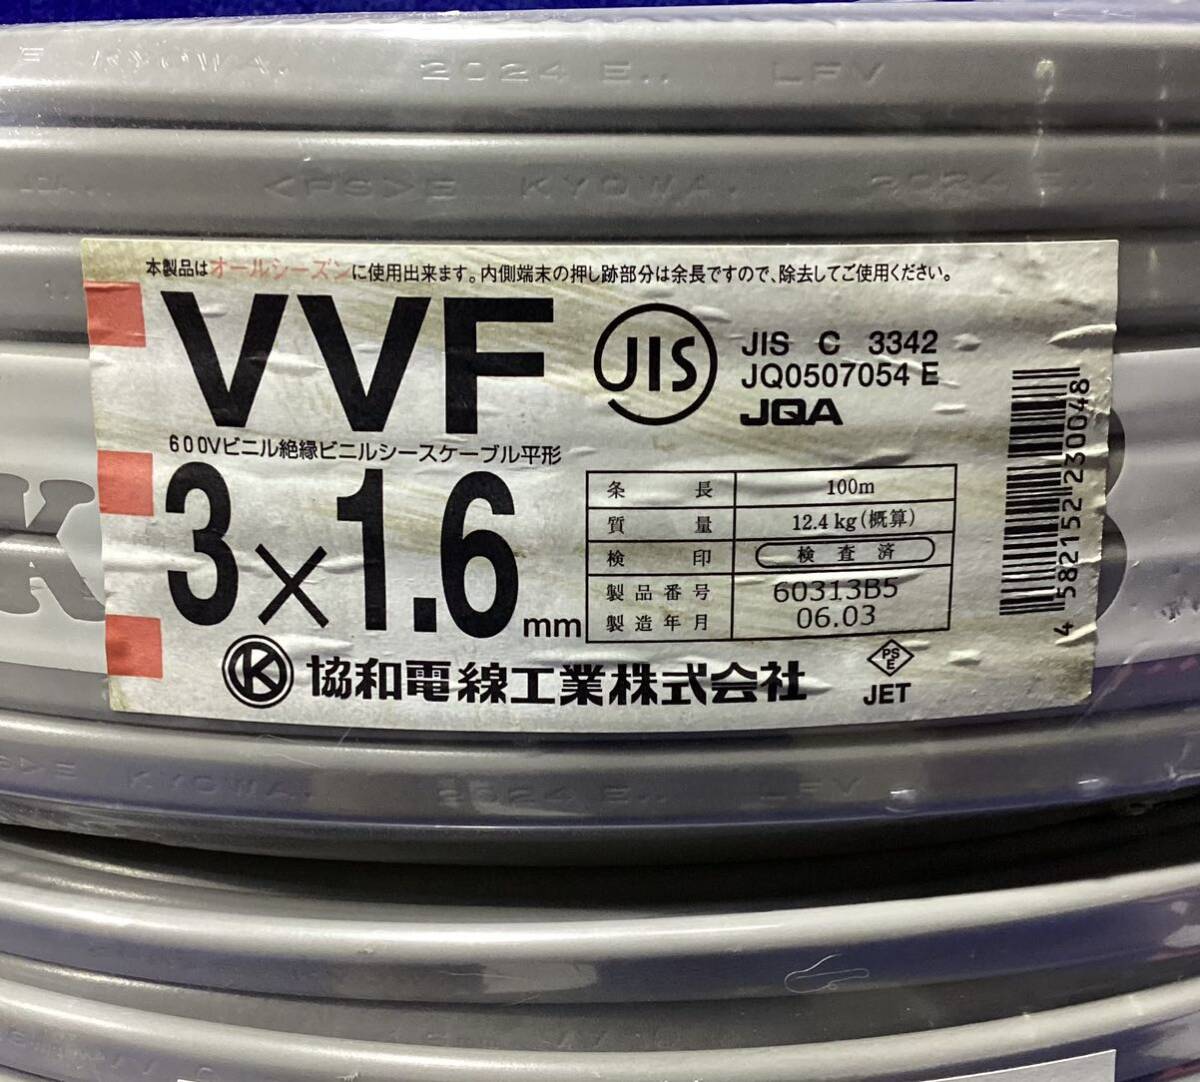 E KYOWA. 2024 E.. LFV
<PS>E KYOWA. 2024 E..
本製品はオールシーズンに使用出来ます。内側端末の押し跡部分は余長ですので、除去してご使用ください。
VVF
JIS
JIS C 3342
JQ0507054 E
JQA
600Vビニル絶縁ビニルシースケーブル平形
3×1.6mm
条長 100m
質量 12.4kg(概算)
検印 検査済
製品番号 60313B5
製造年月 06.03
4 582152 230048
K 協和電線工業株式会社
PS E
JET
K
S>E KYOWA. 2024 E.. LFV